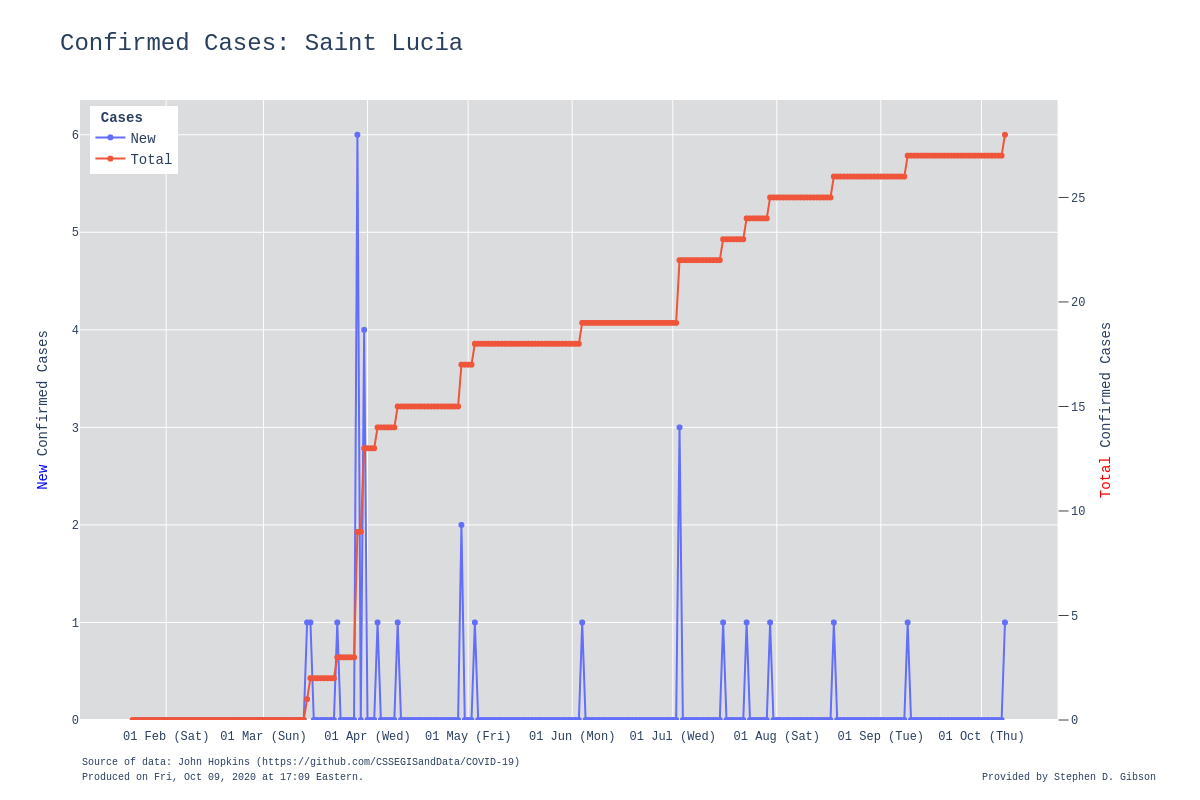 Confirmed Cases: Saint Lucia
Cases
New
Total
6
5
4
3
2
1
0
New Confirmed Cases
25
20
15
10
5
0
Total Confirmed Cases
01 Feb (Sat) 01 Mar (Sun) 01 Apr (Wed) 01 May (Fri) 01 Jun (Mon) 01 Jul (Wed) 01 Aug (Sat) 01 Sep (Tue) 01 Oct (Thu)
Source of data: John Hopkins (https://github.com/CSSEGISandData/COVID-19)
Produced on Fri, Oct 09, 2020 at 17:09 Eastern.
Provided by Stephen D. Gibson